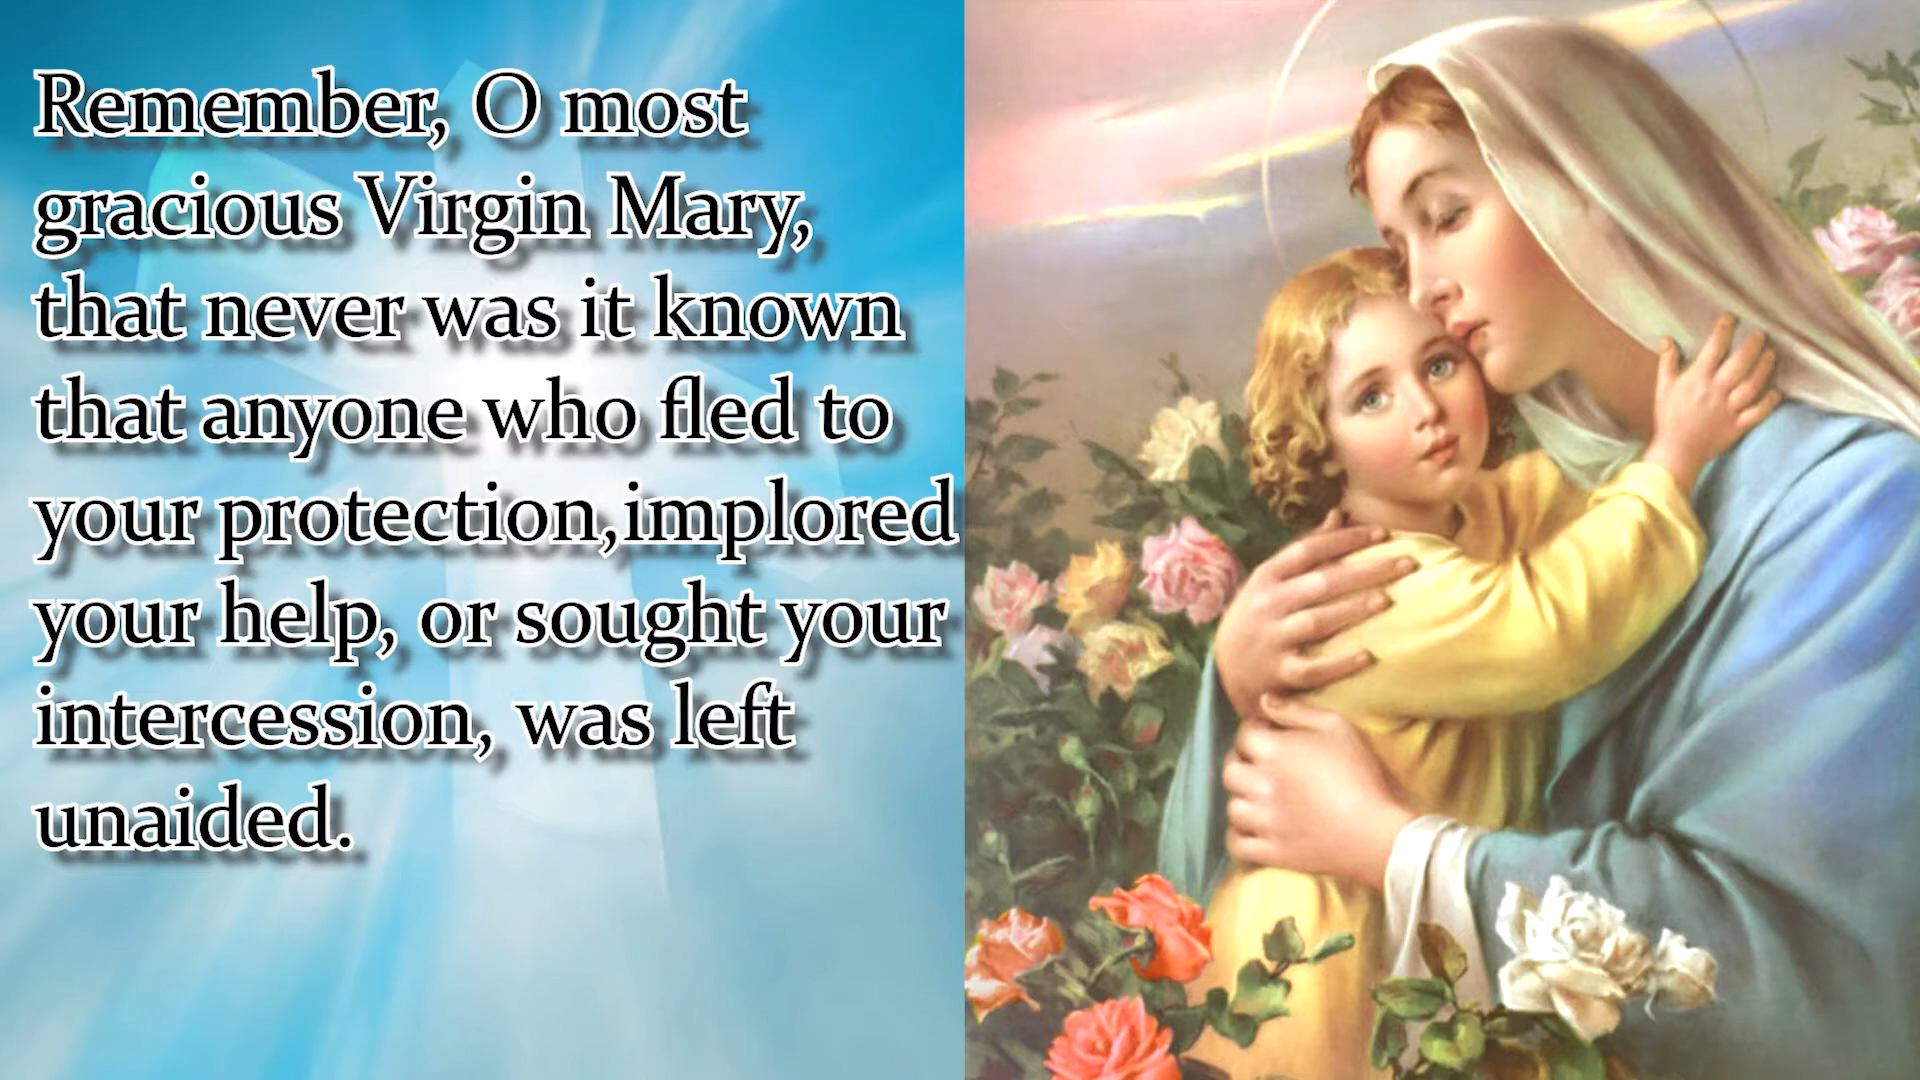 Remember, O most
gracious Virgin Mary,
that never was it known
that anyone who fled to
your protection,implored
your help, or sought your
intercession, was left
unaided.